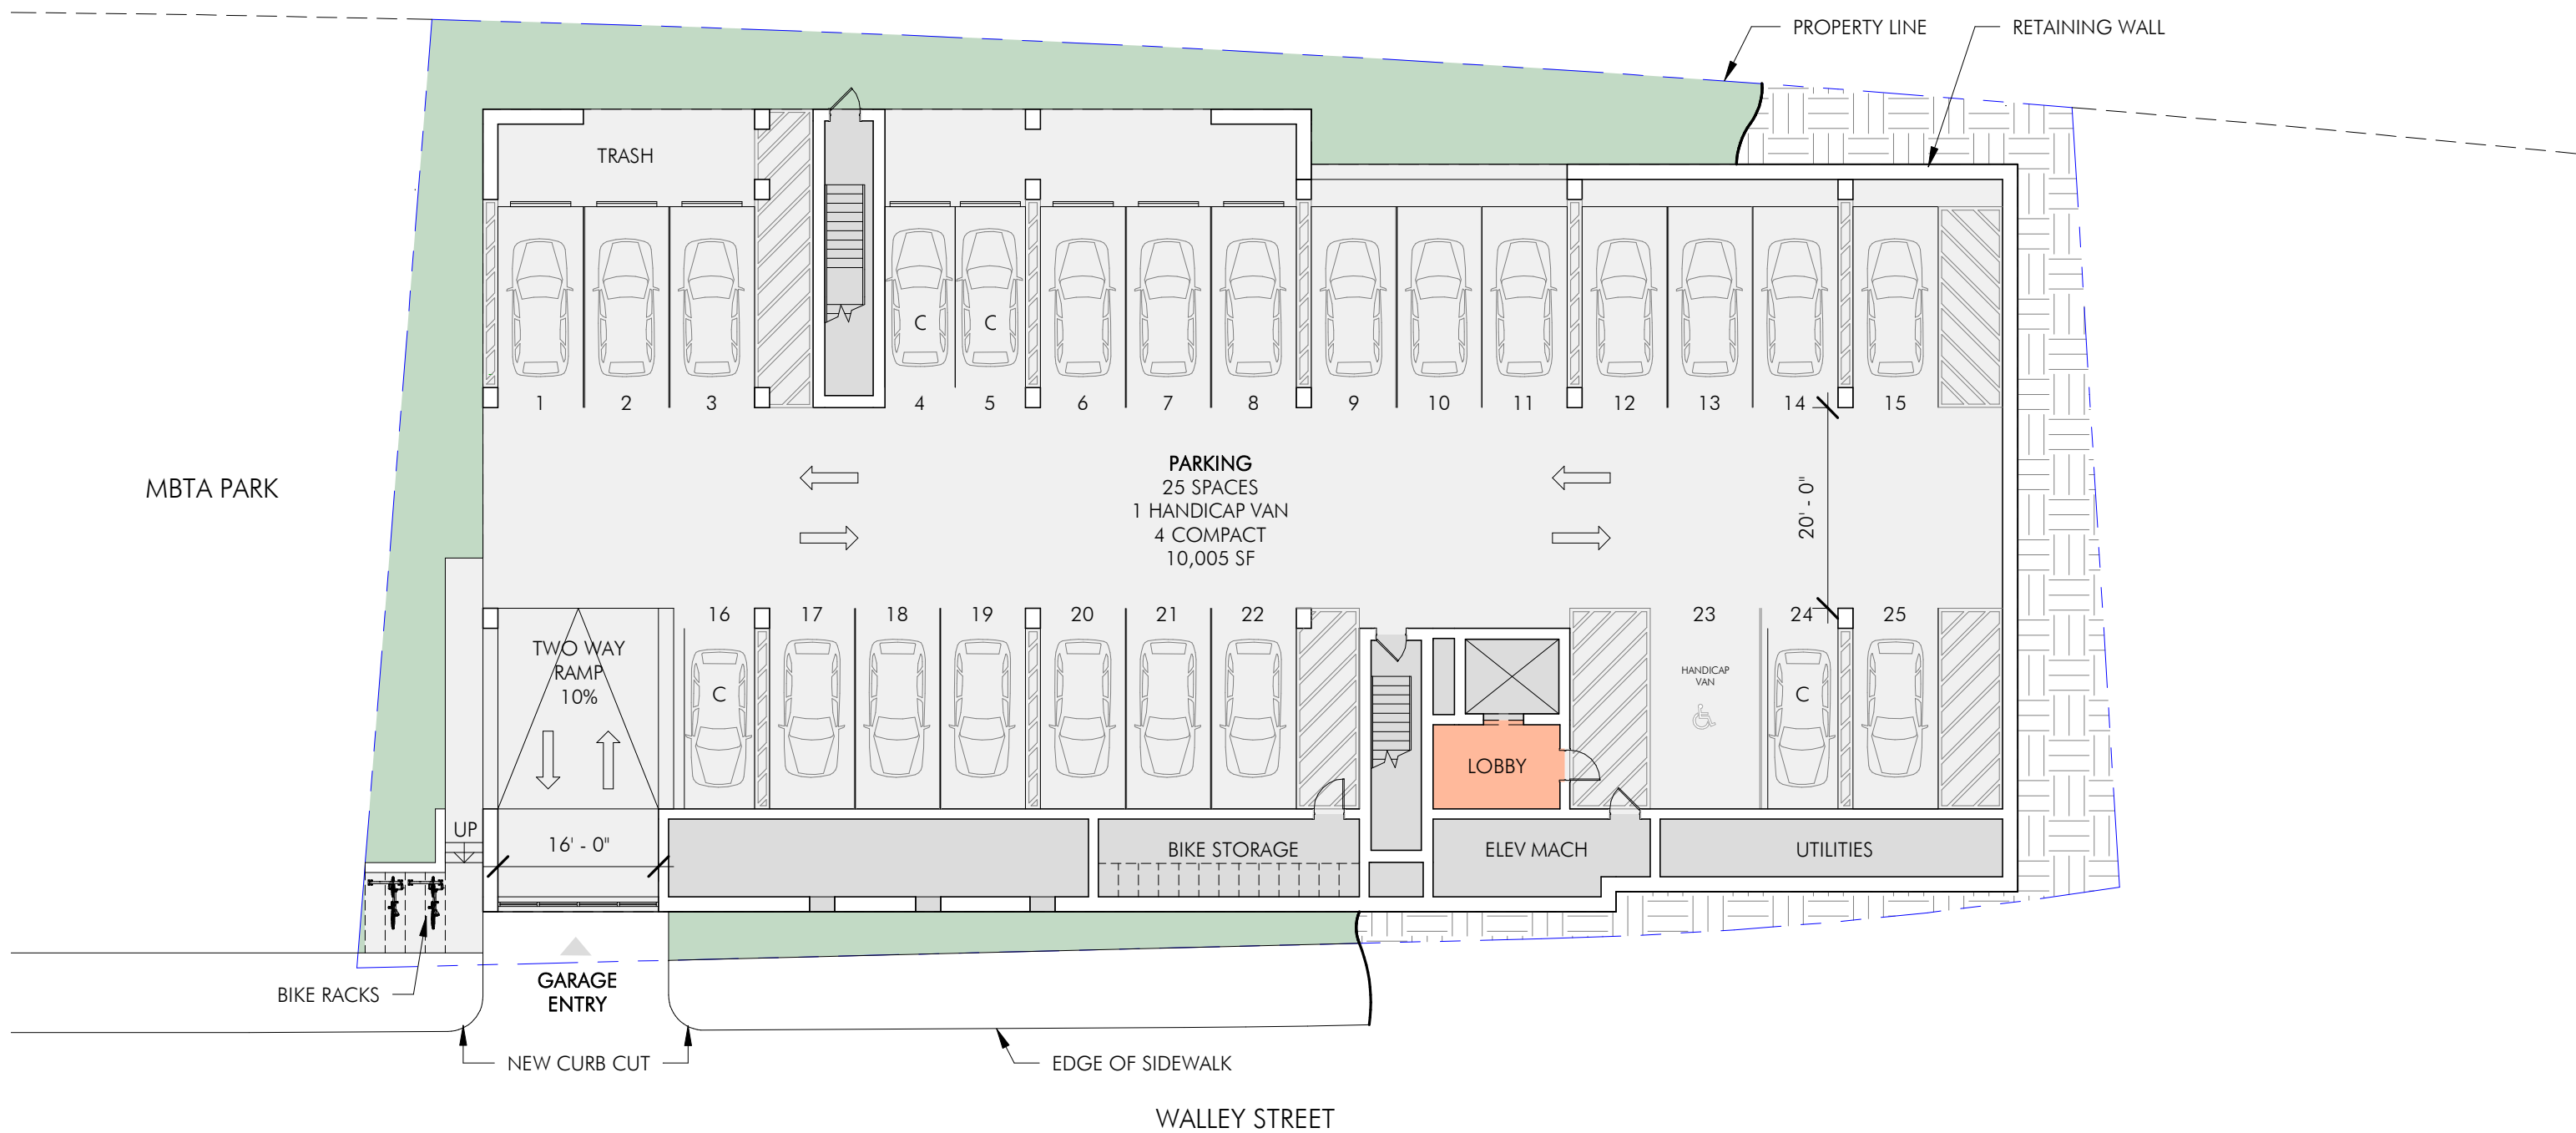 PROPERTY LINE
RETAINING WALL
TRASH
C
C
1
2
3
4
5
6
7
8
9
10
11
12
13
14
15
MBTA PARK
PARKING
25 SPACES
1 HANDICAP VAN
4 COMPACT
10,005 SF
20' - 0"
16
17
18
19
20
21
22
23
24
25
TWO WAY
RAMP
10%
C
HANDICAP
VAN
C
LOBBY
UP
16' - 0"
BIKE STORAGE
ELEV MACH
UTILITIES
BIKE RACKS
GARAGE
ENTRY
NEW CURB CUT
EDGE OF SIDEWALK
WALLEY STREET